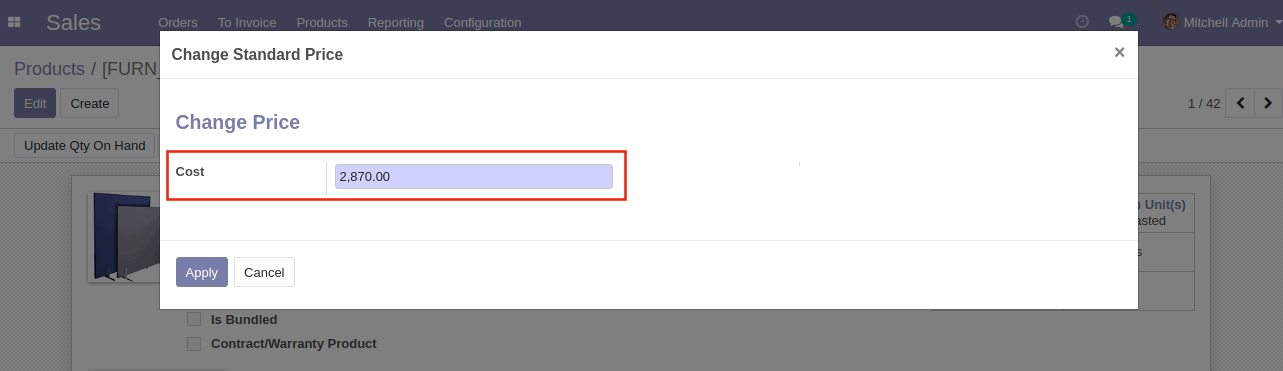 Sales Orders To Invoice Products Reporting Configuration 1 Mitchell Admin
Change Standard Price ×
Products / [FURN_
Edit Create 1 / 42
Change Price
Update Qty On Hand
Cost 2,870.00
Unit(s)
Apply Cancel
Is Bundled
Contract/Warranty Product